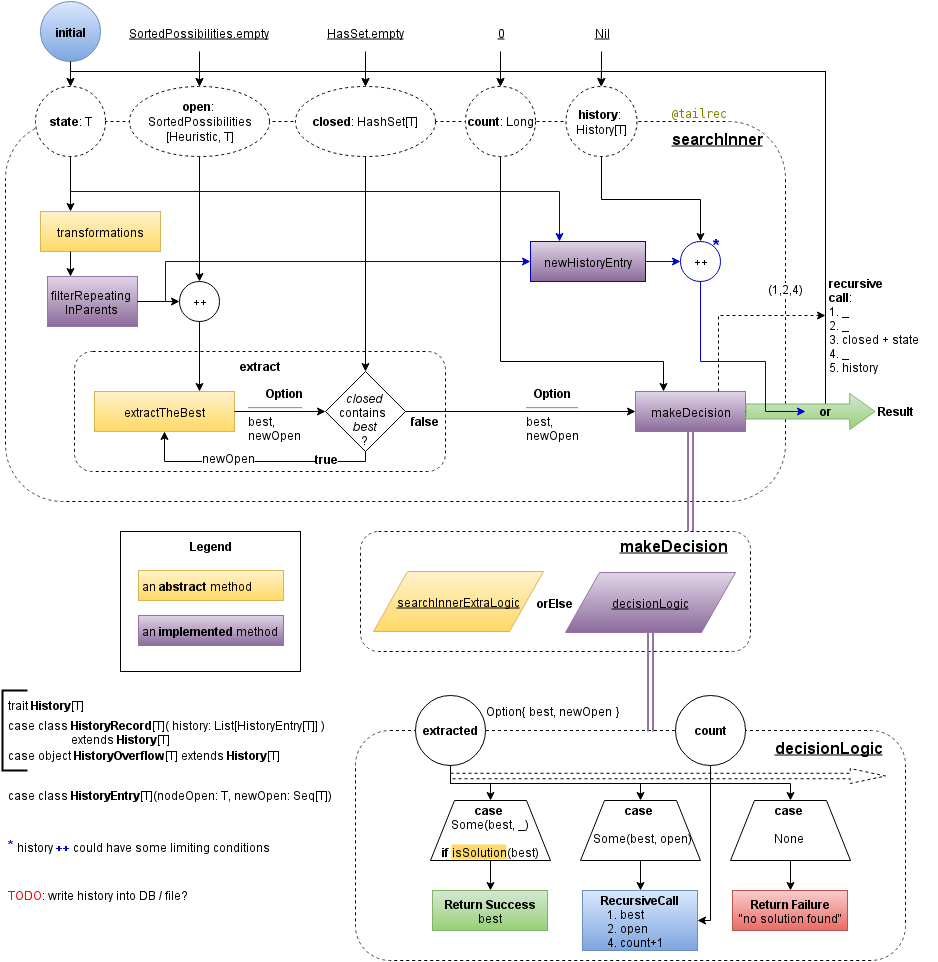 initial
SortedPossibilities.empty
HasSet.empty
0
Nil
state: T
open:
SortedPossibilities
[Heuristic, T]
closed: HashSet[T]
count: Long
history:
History[T]
@tailrec
searchInner
transformations
filterRepeating
InParents
++
newHistoryEntry
++
*
(1,2,4)
recursive
call:
1. _
2. _
3. closed + state
4. _
5. history
extract
extractTheBest
Option
best,
newOpen
closed
contains
best
?
false
true
newOpen
Option
best,
newOpen
makeDecision
or
Result
Legend
an abstract method
an implemented method
makeDecision
searchInnerExtraLogic
orElse
decisionLogic
trait History[T]
case class HistoryRecord[T]( history: List[HistoryEntry[T]] )
extends History[T]
case object HistoryOverflow[T] extends History[T]
case class HistoryEntry[T](nodeOpen: T, newOpen: Seq[T])
* history ++ could have some limiting conditions
TODO: write history into DB / file?
extracted
Option{ best, newOpen }
count
decisionLogic
case
Some(best, _)
if isSolution(best)
case
Some(best, open)
case
None
Return Success
best
RecursiveCall
1. best
2. open
4. count+1
Return Failure
"no solution found"